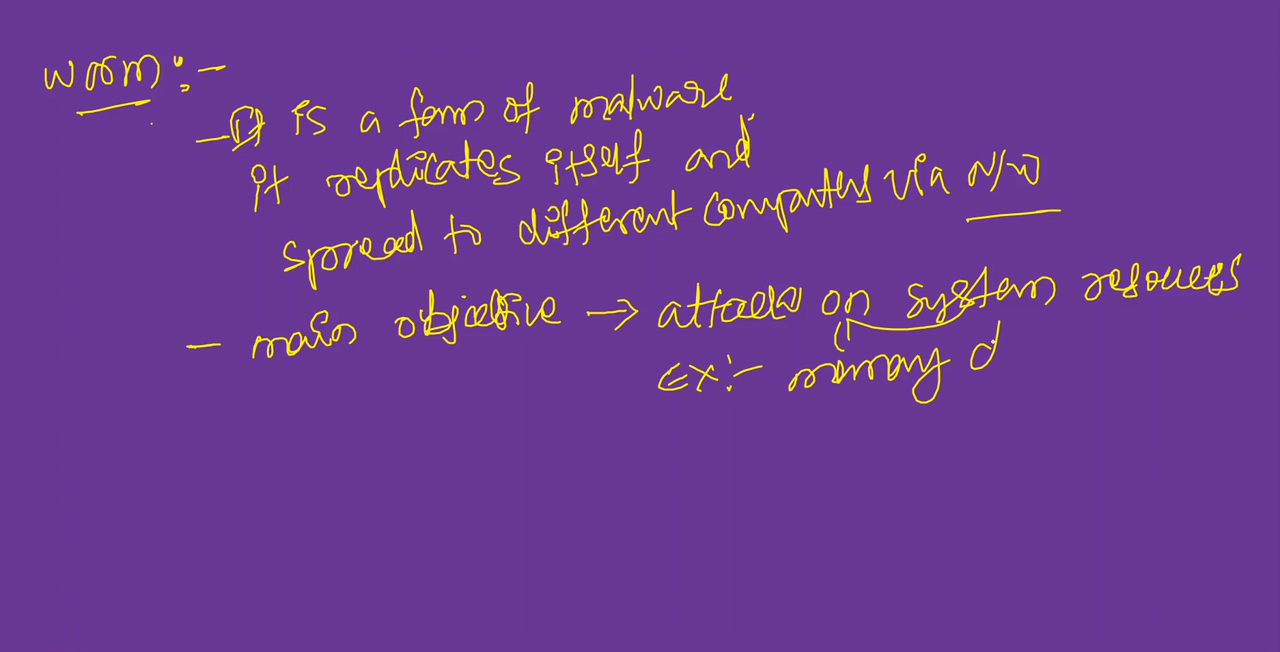 worm :-
- It is a form of malware
it replicates itself and
spread to different computers via N/W
- main objective → attack on system resources
Ex:- memory d